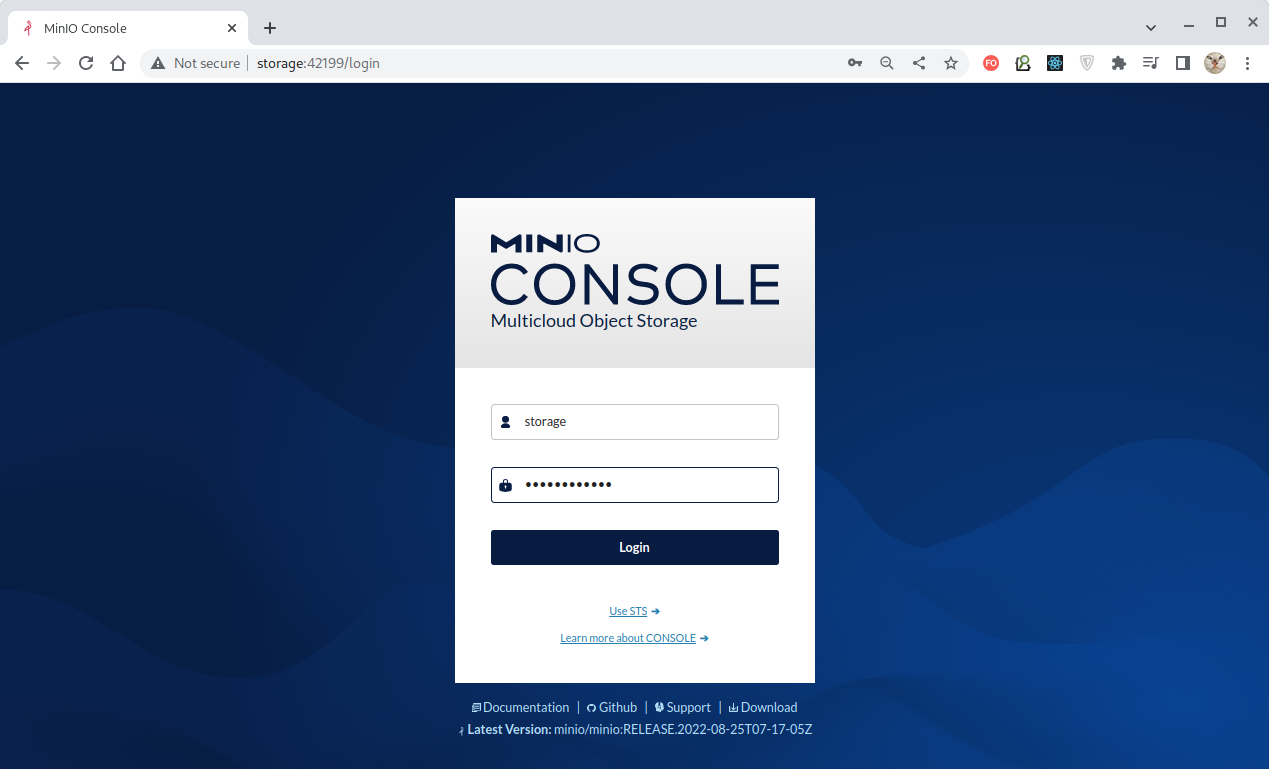 MinIO Console
Not secure storage:42199/login
FO
MINIO
CONSOLE
Multicloud Object Storage
storage
••••••••••••
Login
Use STS ➔
Learn more about CONSOLE ➔
Documentation | Github | Support | Download
Latest Version: minio/minio:RELEASE.2022-08-25T07-17-05Z